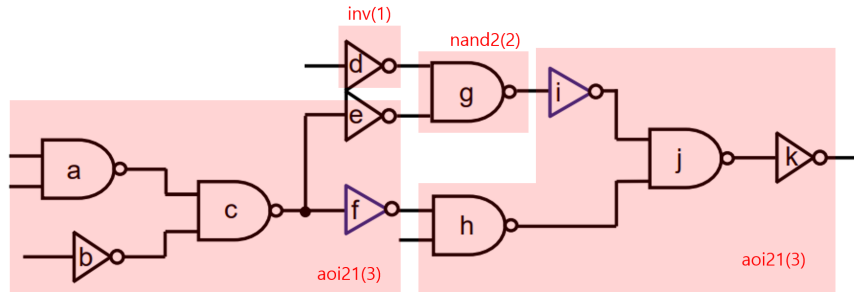 inv(1)
nand2(2)
d
g
i
e
a
j
k
c
f
h
b
aoi21(3)
aoi21(3)